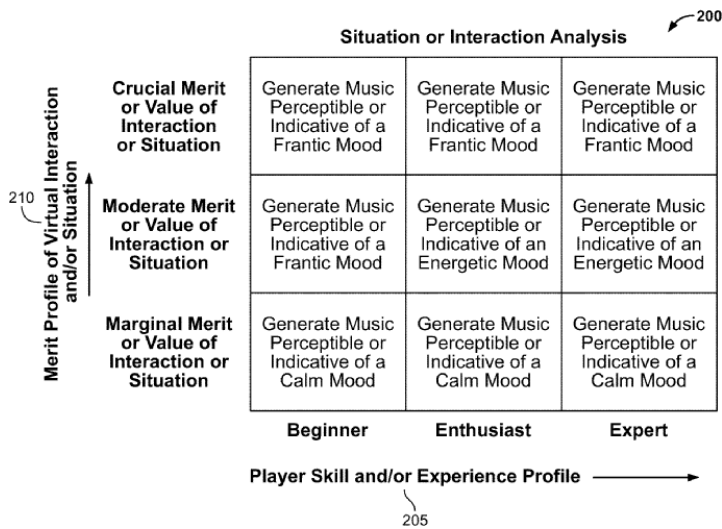 200
Situation or Interaction Analysis
Merit Profile of Virtual Interaction
and/or Situation
210
Crucial Merit
or Value of
Interaction
or Situation
Generate Music
Perceptible or
Indicative of a
Frantic Mood
Generate Music
Perceptible or
Indicative of a
Frantic Mood
Generate Music
Perceptible or
Indicative of a
Frantic Mood
Moderate Merit
or Value of
Interaction or
Situation
Generate Music
Perceptible or
Indicative of a
Frantic Mood
Generate Music
Perceptible or
Indicative of an
Energetic Mood
Generate Music
Perceptible or
Indicative of an
Energetic Mood
Marginal Merit
or Value of
Interaction or
Situation
Generate Music
Perceptible or
Indicative of a
Calm Mood
Generate Music
Perceptible or
Indicative of a
Calm Mood
Generate Music
Perceptible or
Indicative of a
Calm Mood
Beginner
Enthusiast
Expert
Player Skill and/or Experience Profile
205